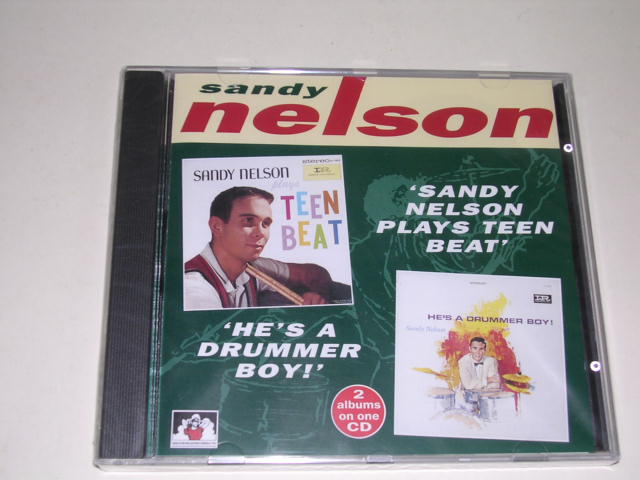 sandy
nelson
stereo
SANDY NELSON
plays
TEEN
BEAT
'SANDY
NELSON
PLAYS TEEN
BEAT'
HE'S A DRUMMER BOY!
Sandy Nelson
'HE'S A
DRUMMER
BOY!'
2
albums
on one
CD